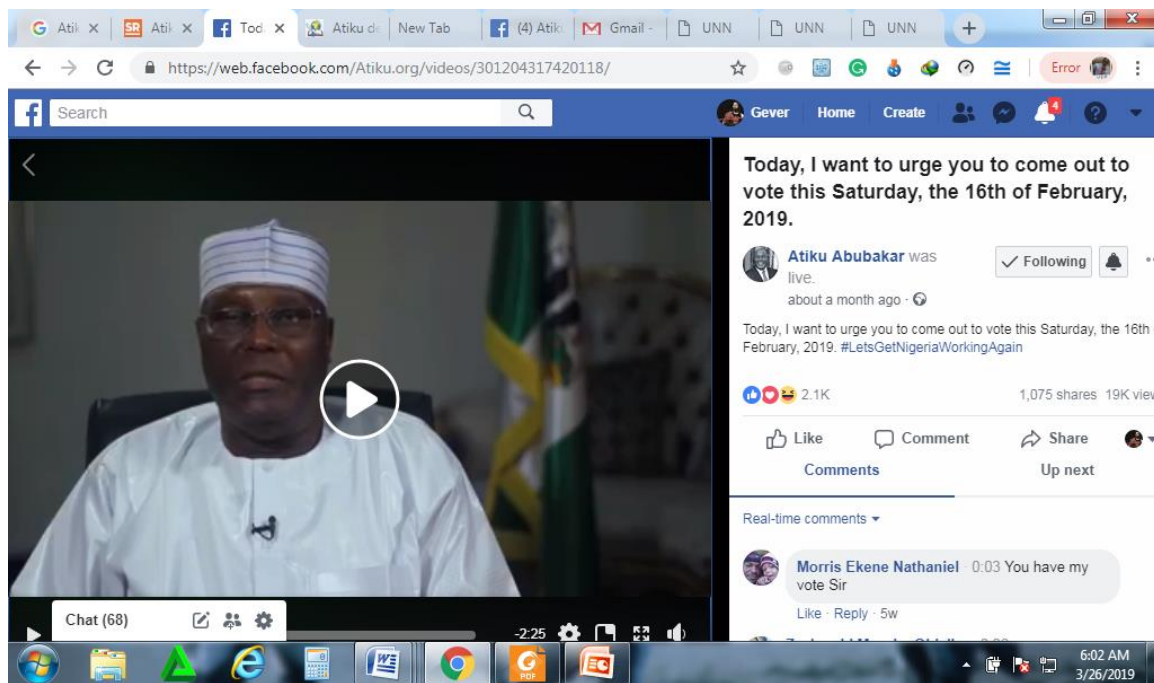 Atik
Atik
Tod
Atiku d
New Tab
(4) Atik
Gmail -
UNN
UNN
UNN
https://web.facebook.com/Atiku.org/videos/301204317420118/
Error
Search
Gever
Home
Create
4
Today, I want to urge you to come out to
vote this Saturday, the 16th of February,
2019.
Atiku Abubakar was
live.
Following
about a month ago ·
Today, I want to urge you to come out to vote this Saturday, the 16th
February, 2019. #LetsGetNigeriaWorkingAgain
2.1K
1,075 shares 19K view
Like
Comment
Share
Comments
Up next
Real-time comments
Morris Ekene Nathaniel · 0:03 You have my
vote Sir
Like · Reply · 5w
Chat (68)
-2:25
PDF
6:02 AM
3/26/2019